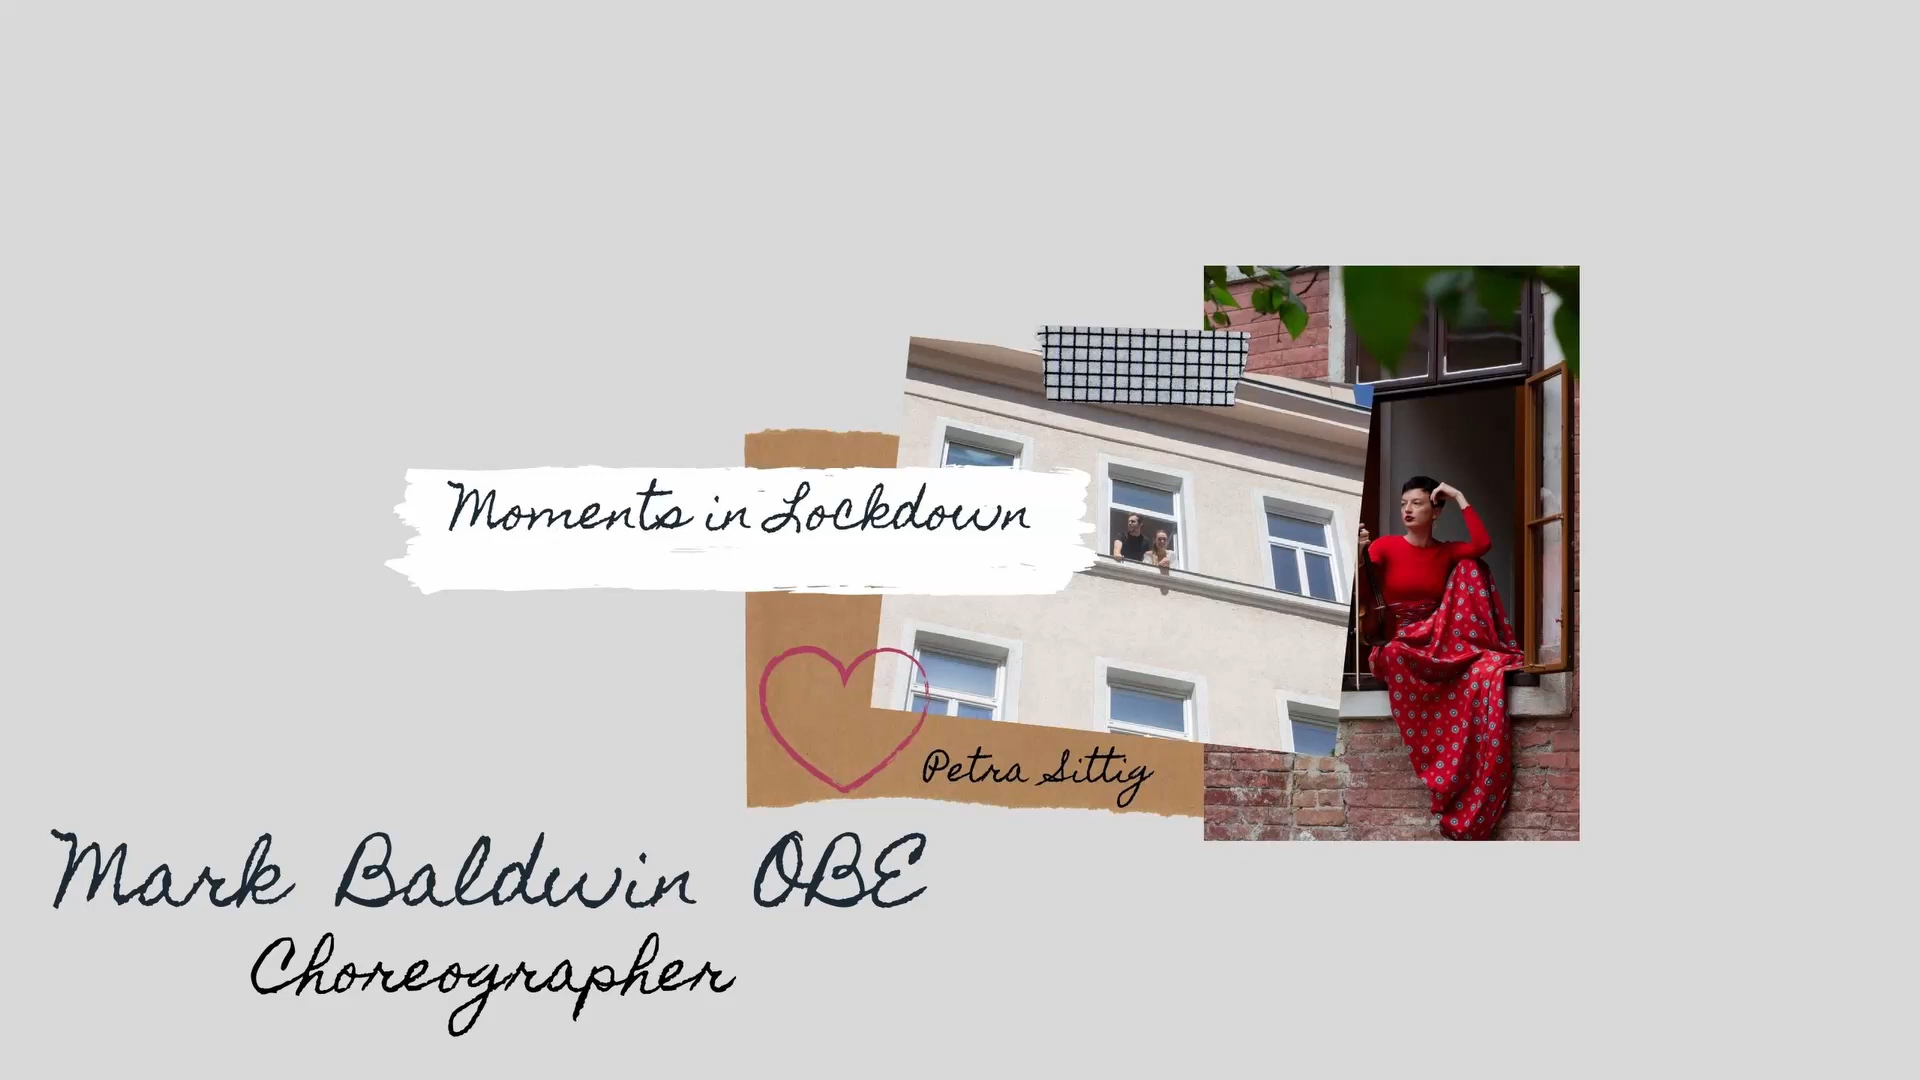 Moments in Lockdown
Petra Sittig
Mark Baldwin OBE
Choreographer